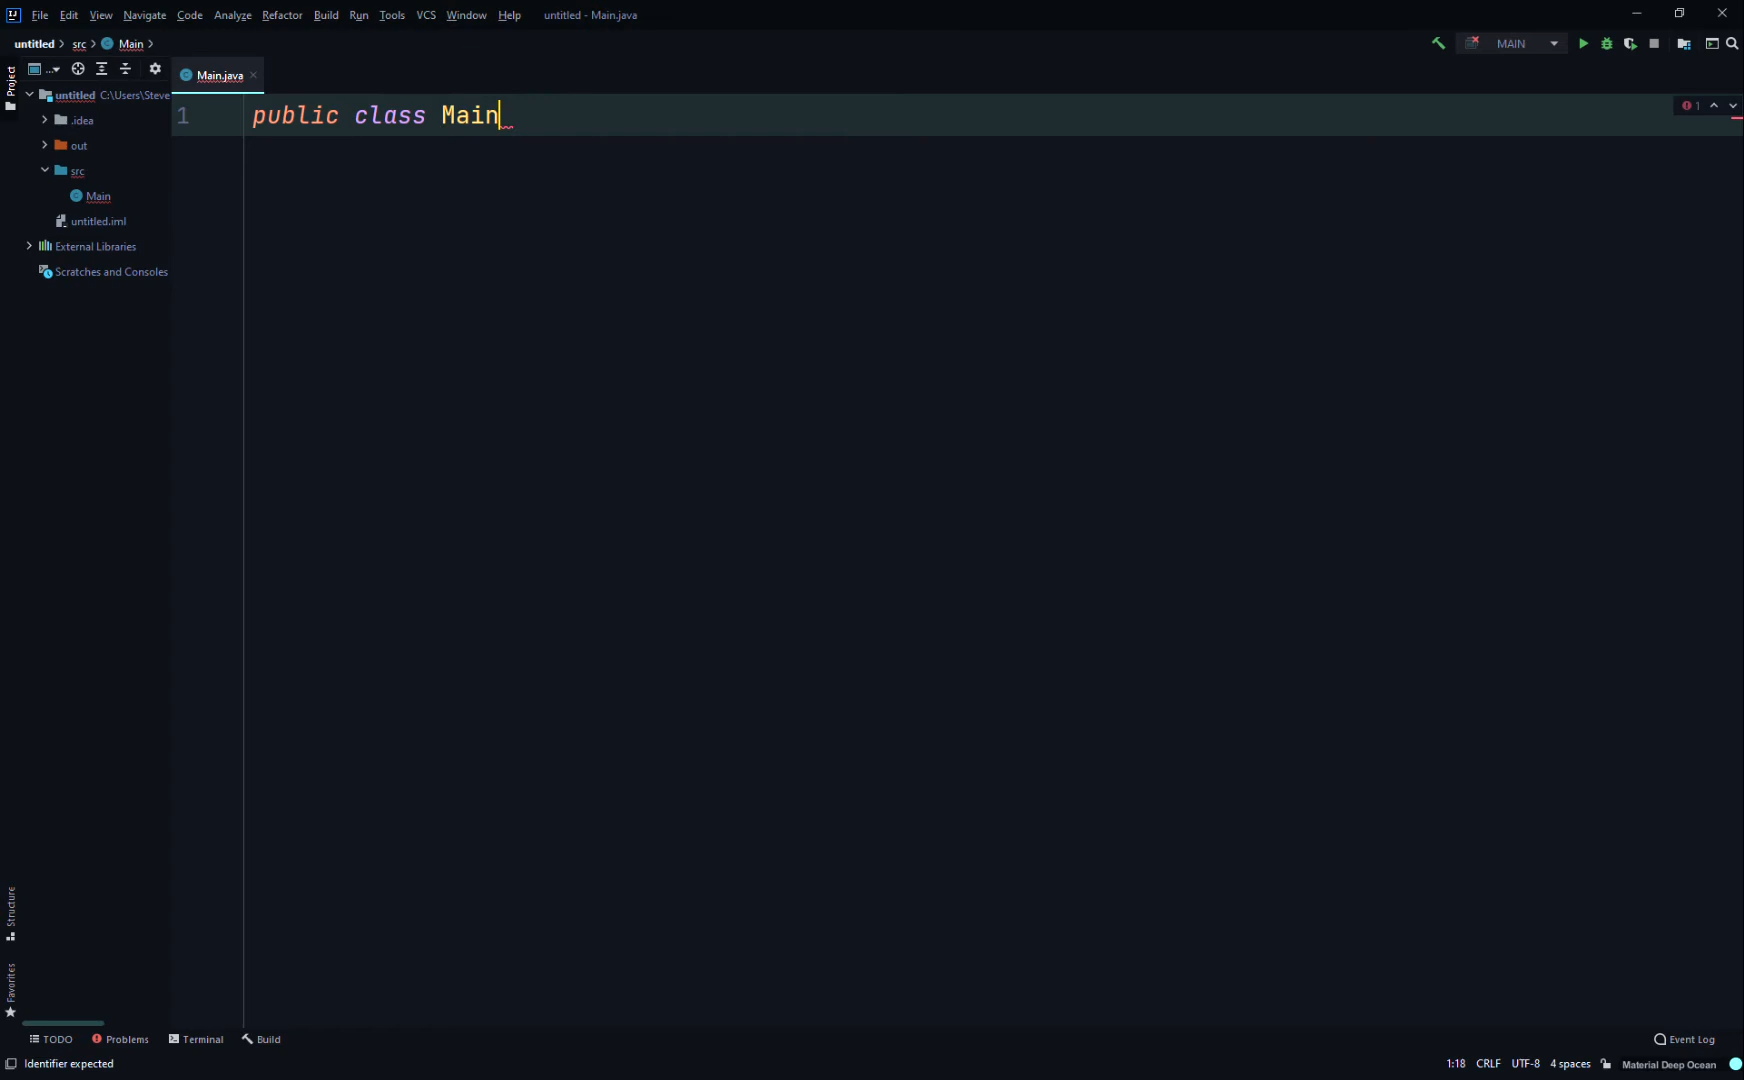 IJ File Edit View Navigate Code Analyze Refactor Build Run Tools VCS Window Help untitled - Main.java
untitled src Main MAIN
... Main.java
Project
untitled C:\Users\Steve
1 public class Main
1
.idea
out
src
Main
untitled.iml
External Libraries
Scratches and Consoles
Structure
Favorites
TODO Problems Terminal Build Event Log
Identifier expected 1:18 CRLF UTF-8 4 spaces Material Deep Ocean